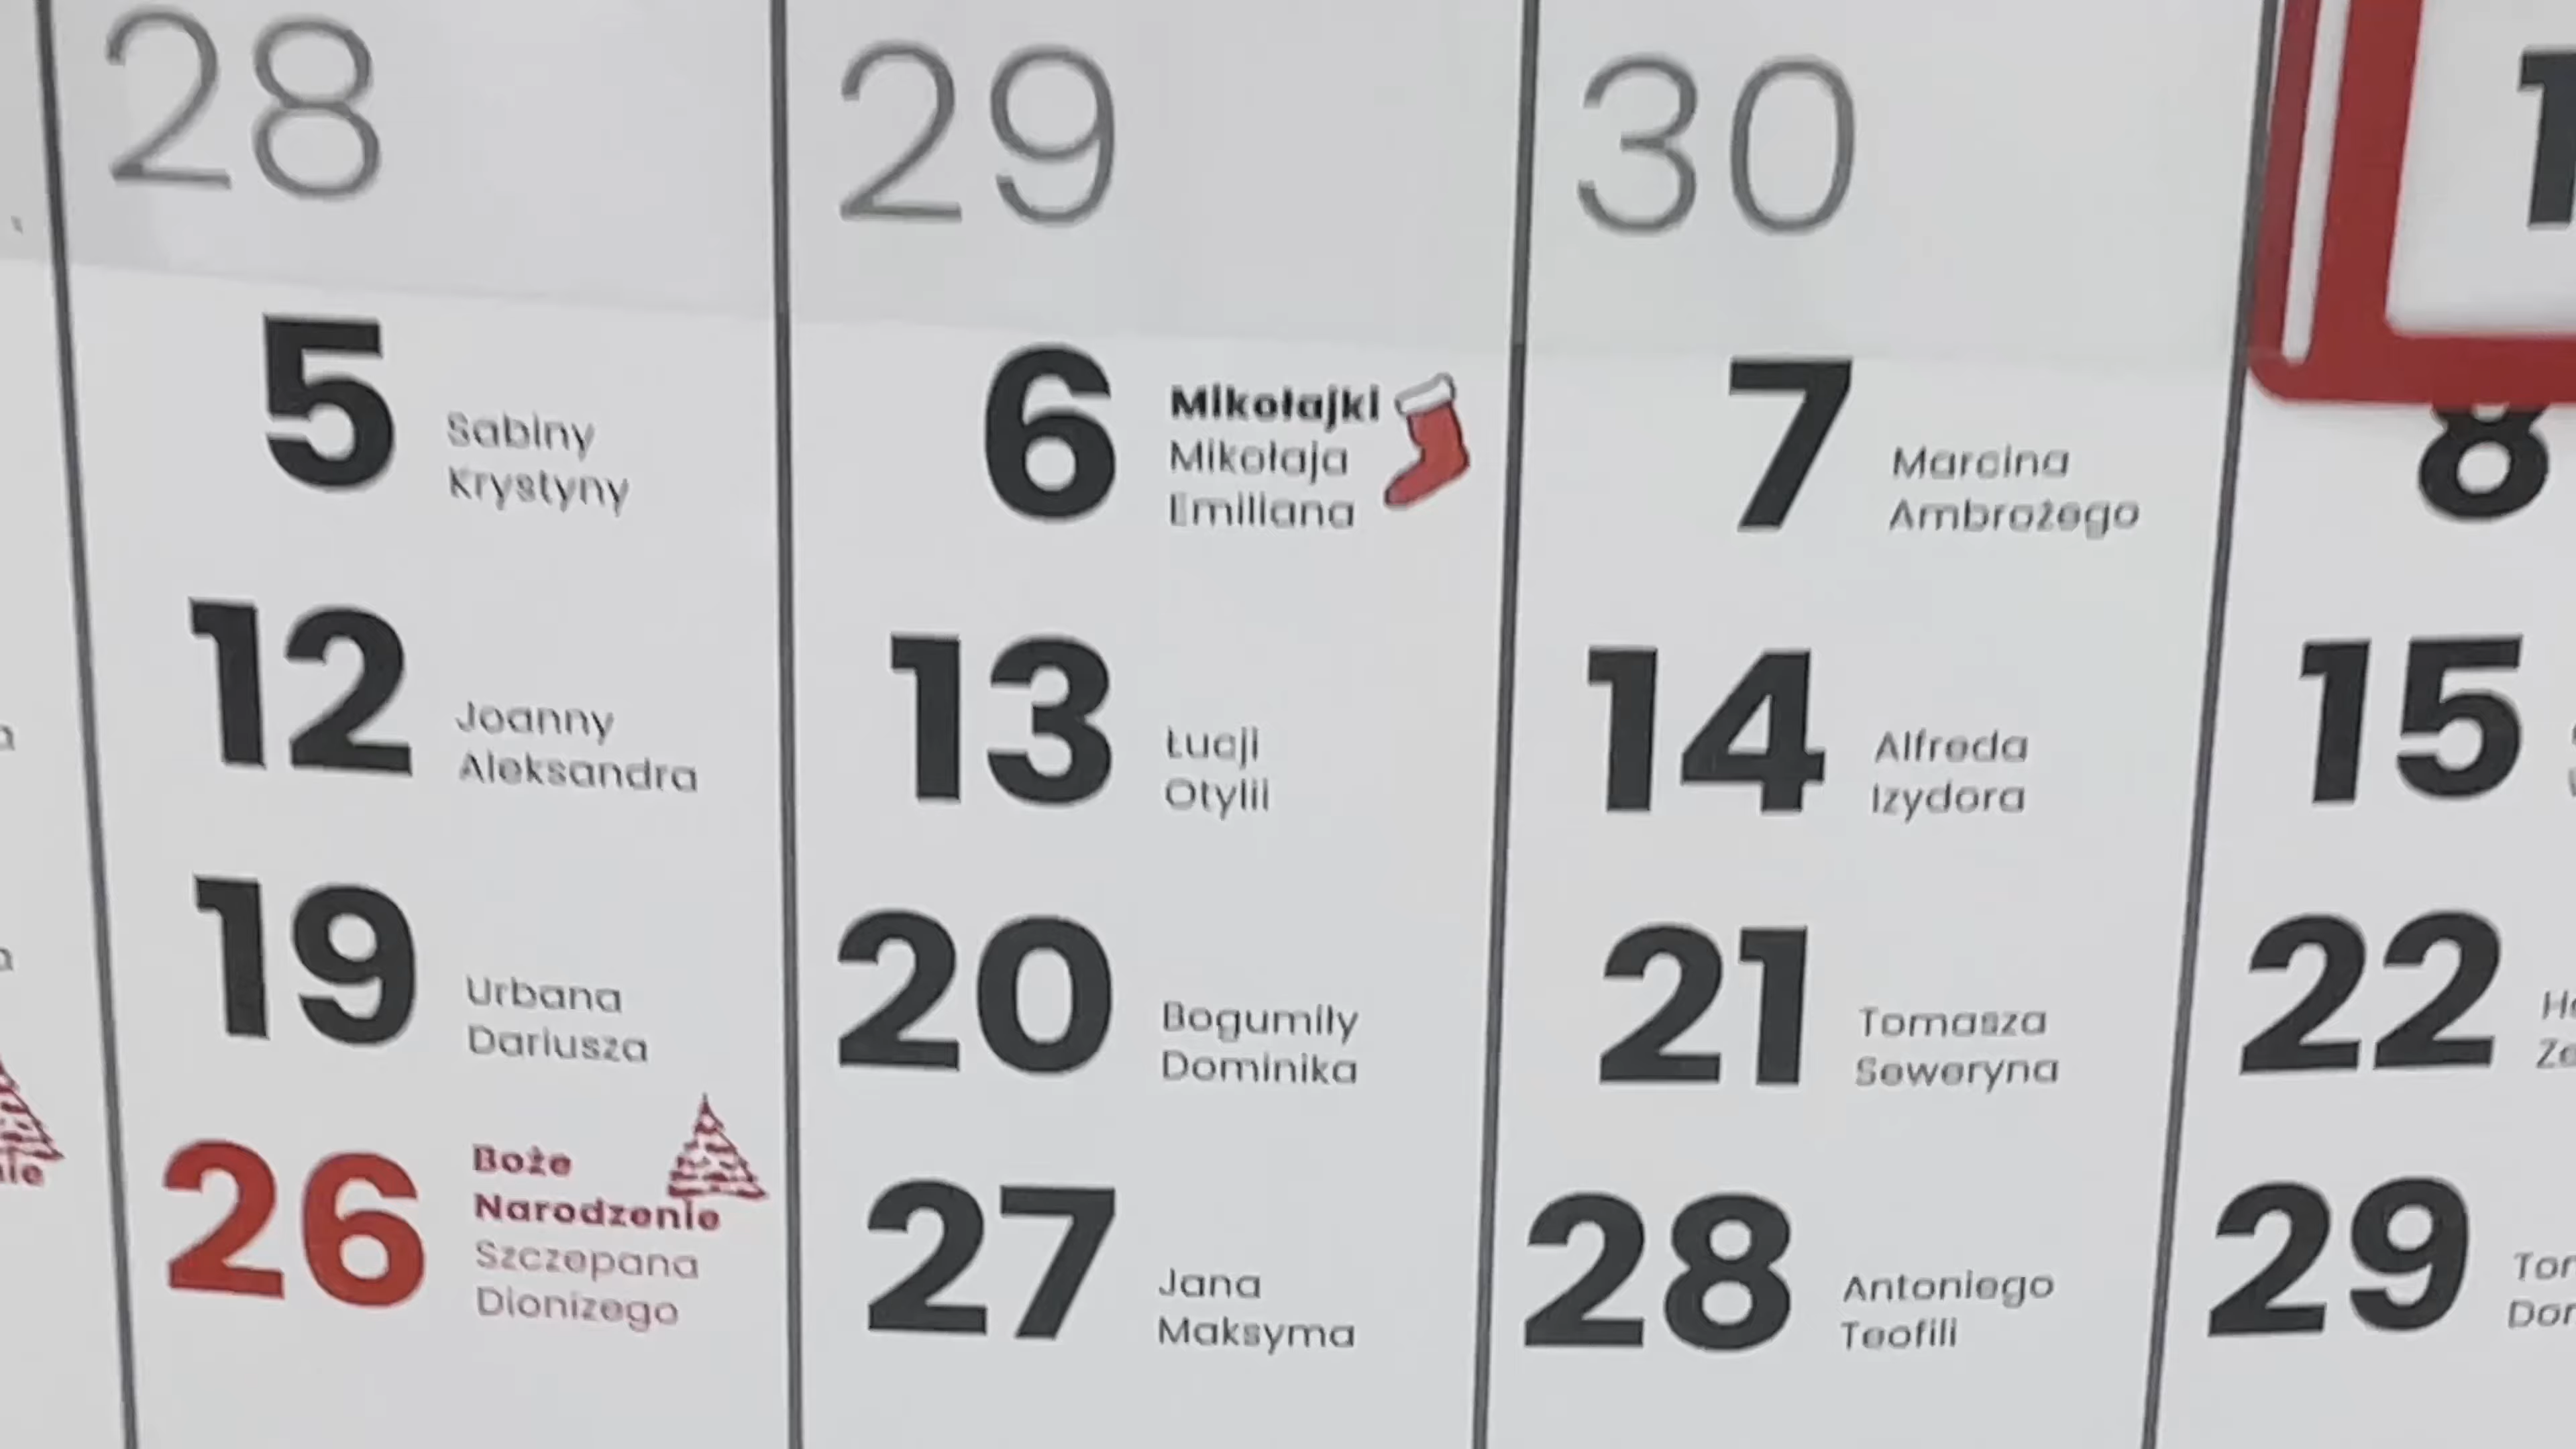 28 29 30 1
5 Sabiny
Krystyny
6 Mikołajki
Mikołaja
Emiliana
7 Marcina
Ambrożego
8
12 Joanny
Aleksandra
13 Łucji
Otylii
14 Alfreda
Izydora
15
19 Urbana
Dariusza
20 Bogumiły
Dominika
21 Tomasza
Seweryna
22
26 Boże
Narodzenie
Szczepana
Dionizego
27 Jana
Maksyma
28 Antoniego
Teofili
29